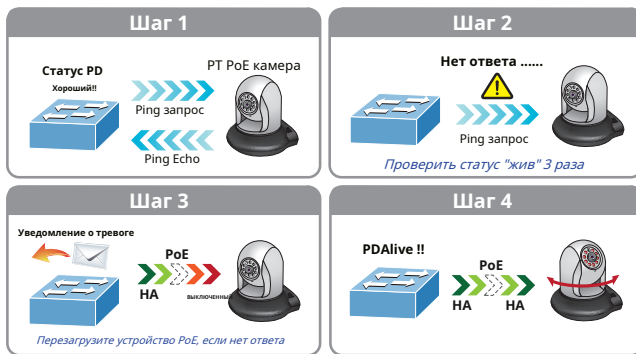 Шаг 1
Статус PD
Хороший!!
РТ PoE камера
Ping запрос
Ping Echo
Шаг 2
Нет ответа ......
Ping запрос
Проверить статус "жив" 3 раза
Шаг 3
Уведомление о тревоге
PoE
НА
ВЫКЛЮЧЕННЫЙ
Перезагрузите устройство PoE, если нет ответа
Шаг 4
PDAlive !!
PoE
НА НА